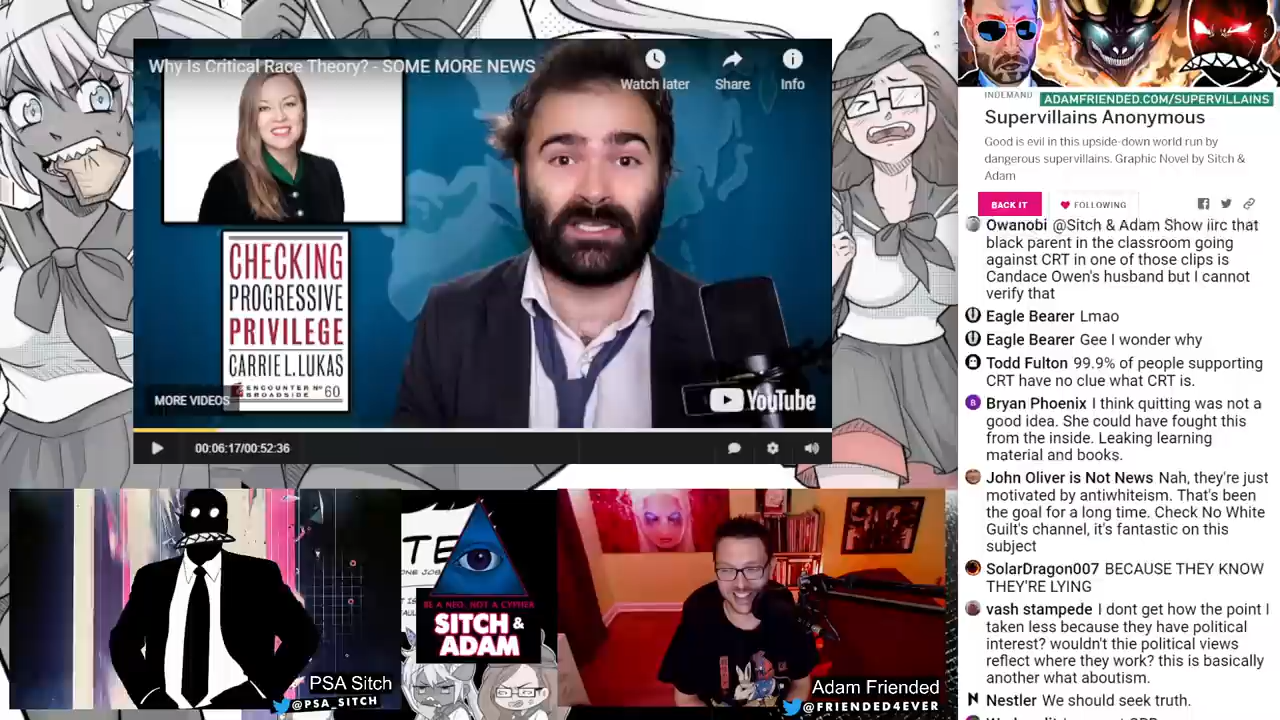 Why Is Critical Race Theory? - SOME MORE NEWS
Watch later
Share
Info
CHECKING
PROGRESSIVE
PRIVILEGE
CARRIE L. LUKAS
ENCOUNTER Nº 60
BROADSIDE
MORE VIDEOS
YouTube
00:06:17/00:52:36
BE A NEO, NOT A CYPHER
SITCH &
ADAM
PSA Sitch
@PSA_SITCH
Adam Friended
@FRIENDED4EVER
INDEMAND
ADAMFRIENDED.COM/SUPERVILLAINS
Supervillains Anonymous
Good is evil in this upside-down world run by
dangerous supervillains. Graphic Novel by Sitch &
Adam
BACK IT
FOLLOWING
Owanobi @Sitch & Adam Show iirc that
black parent in the classroom going
against CRT in one of those clips is
Candace Owen's husband but I cannot
verify that
Eagle Bearer Lmao
Eagle Bearer Gee I wonder why
Todd Fulton 99.9% of people supporting
CRT have no clue what CRT is.
B
Bryan Phoenix I think quitting was not a
good idea. She could have fought this
from the inside. Leaking learning
material and books.
John Oliver is Not News Nah, they're just
motivated by antiwhiteism. That's been
the goal for a long time. Check No White
Guilt's channel, it's fantastic on this
subject
SolarDragon007 BECAUSE THEY KNOW
THEY'RE LYING
vash stampede I dont get how the point I
taken less because they have political
interest? wouldn't thie political views
reflect where they work? this is basically
another what aboutism.
N
Nestler We should seek truth.